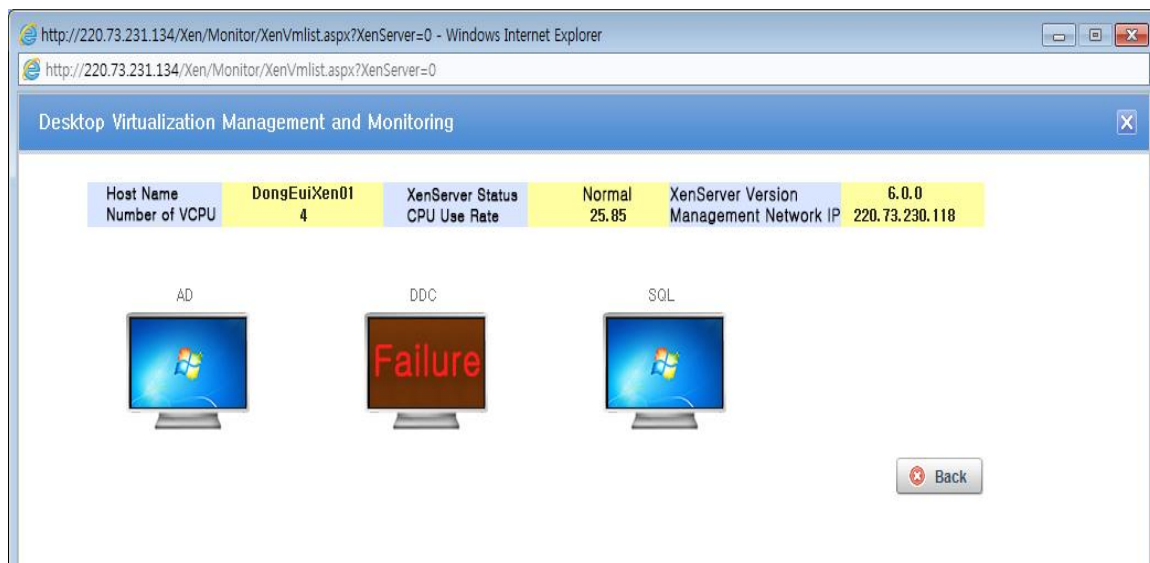 http://220.73.231.134/Xen/Monitor/XenVmlist.aspx?XenServer=0 - Windows Internet Explorer
http://220.73.231.134/Xen/Monitor/XenVmlist.aspx?XenServer=0
Desktop Virtualization Management and Monitoring
Host Name DongEuiXen01 XenServer Status Normal XenServer Version 6.0.0
Number of VCPU 4 CPU Use Rate 25.85 Management Network IP 220.73.230.118
AD DDC SQL
Failure
Back